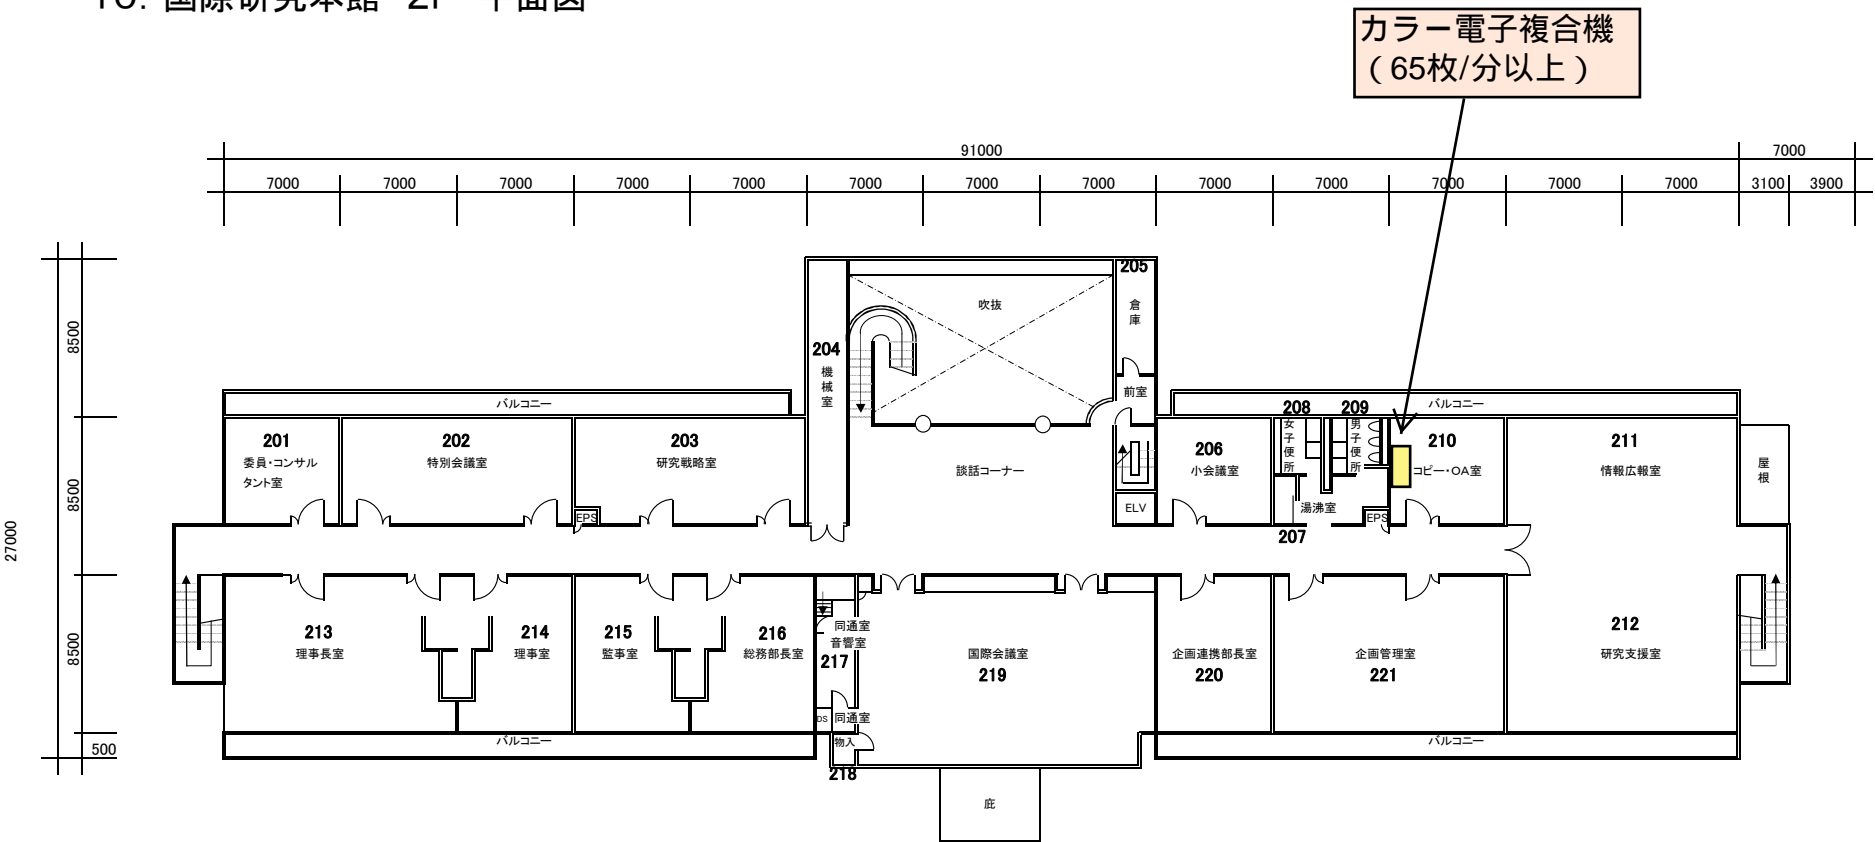 国際研究本館
平面図
カラー電子複合機
（65枚/分以上）
91000
7000
7000 7000 7000 7000 7000 7000 7000 7000 7000 7000 7000 7000 7000 3100 3900
8500
8500
27000
8500
500
205
吹抜
倉庫
204
機械室
前室
バルコニー
バルコニー
208
209
201
委員・コンサル
タント室
202
特別会議室
203
研究戦略室
談話コーナー
206
小会議室
女子便所
男子便所
210
コピー・OA室
211
情報広報室
屋根
EPS
ELV
湯沸室
EPS
207
213
理事長室
214
理事室
215
監事室
216
総務部長室
同通室
音響室
217
国際会議室
219
企画連携部長室
220
企画管理室
221
212
研究支援室
DS
同通室
バルコニー
物入
バルコニー
218
庇